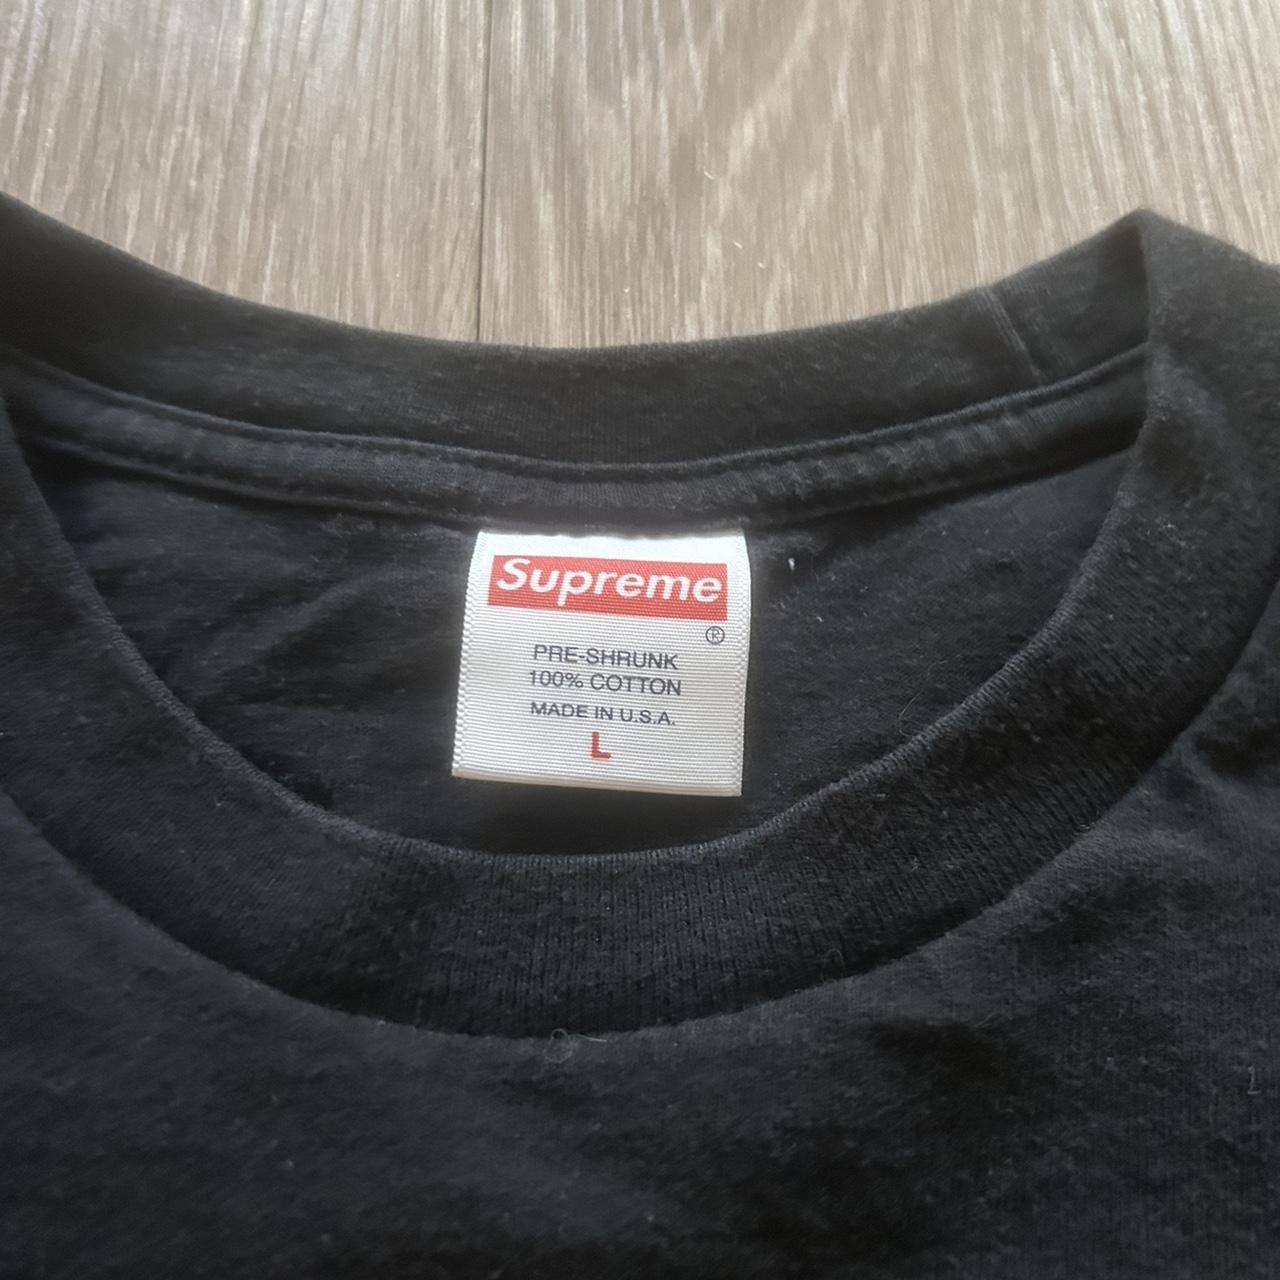 Supreme
®
PRE-SHRUNK
100% COTTON
MADE IN U.S.A.
L